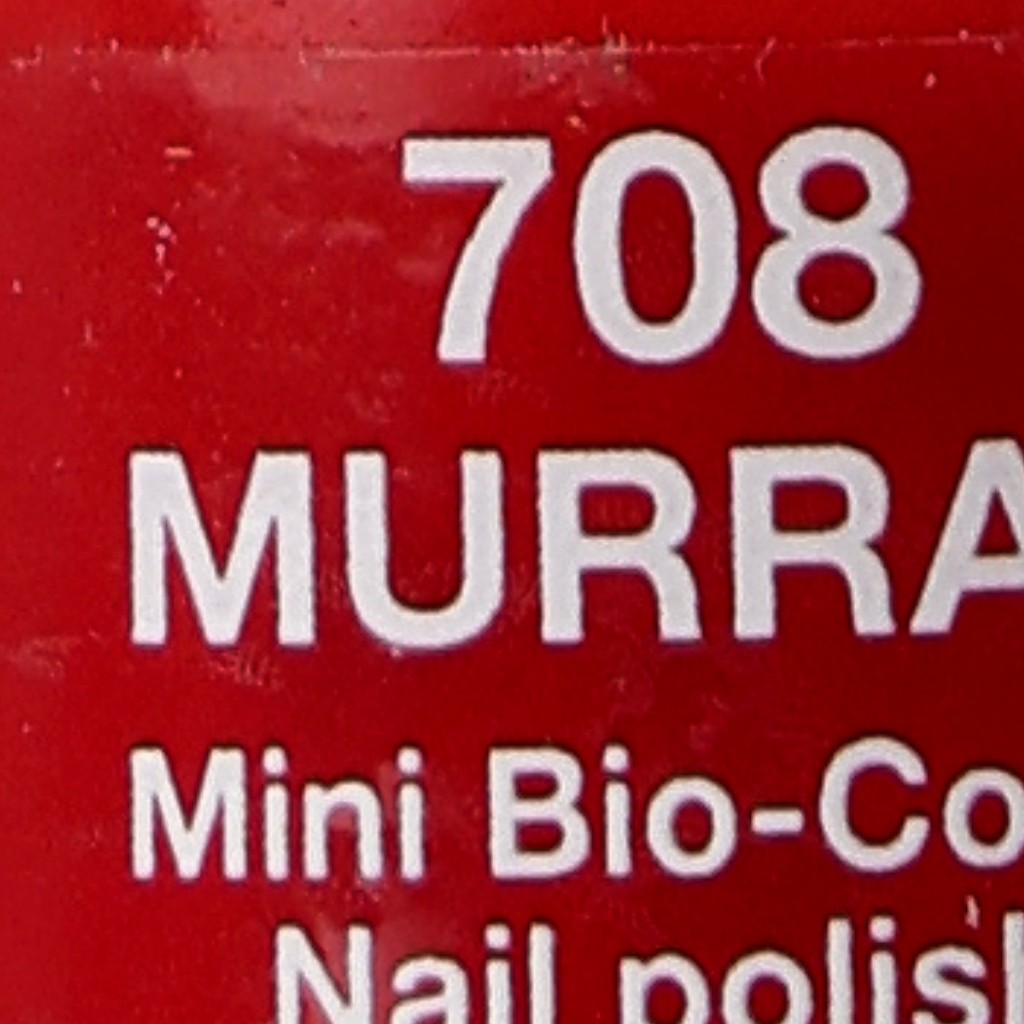 708
MURRA
Mini Bio-Co
Nail polish